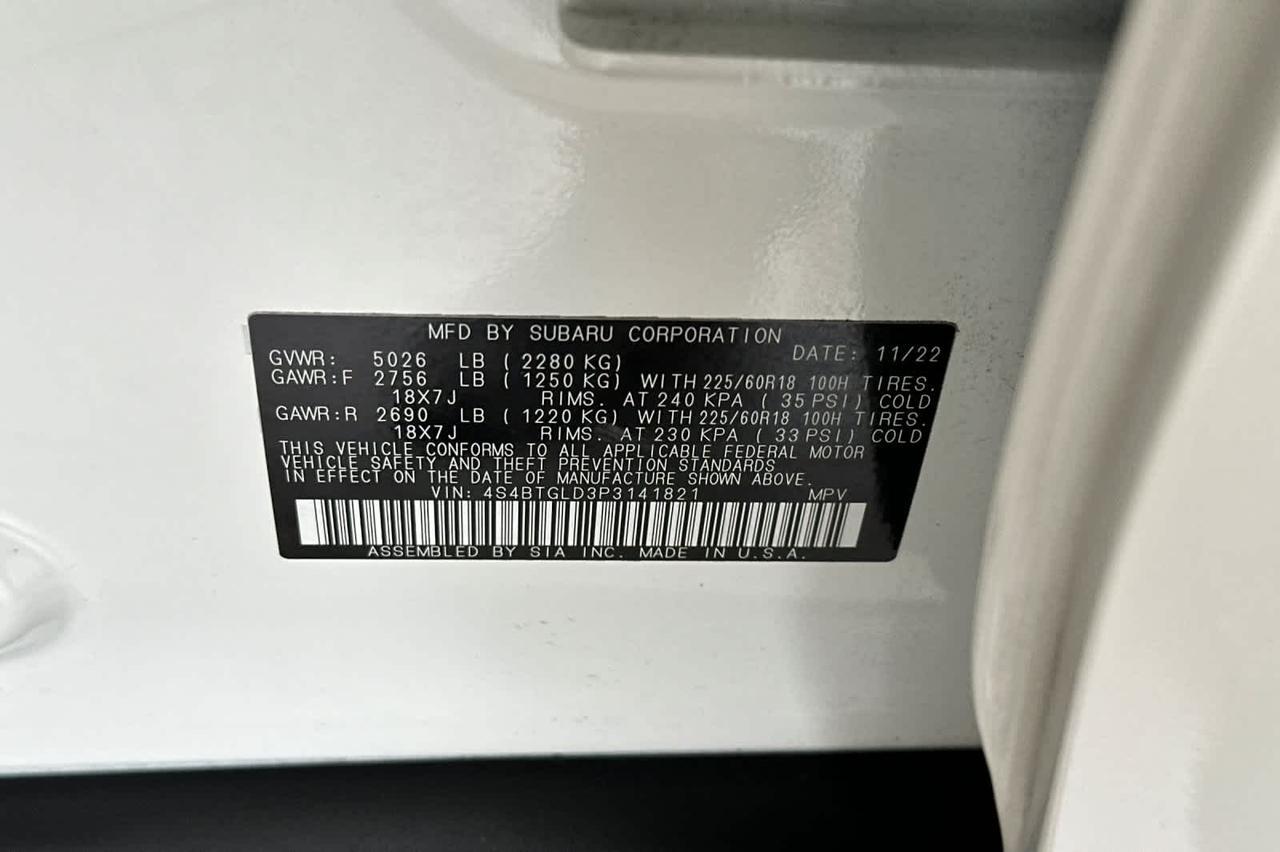 MFD BY SUBARU CORPORATION
GVWR: 5026 LB (2280 KG) DATE: 11/22
GAWR:F 2756 LB (1250 KG) WITH 225/60R18 100H TIRES.
18X7J RIMS. AT 240 KPA (35 PSI) COLD
GAWR:R 2690 LB (1220 KG) WITH 225/60R18 100H TIRES.
18X7J RIMS. AT 230 KPA (33 PSI) COLD
THIS VEHICLE CONFORMS TO ALL APPLICABLE FEDERAL MOTOR
VEHICLE SAFETY AND THEFT PREVENTION STANDARDS
IN EFFECT ON THE DATE OF MANUFACTURE SHOWN ABOVE.
VIN: 4S4BTGLD3P3141821 MPV
ASSEMBLED BY SIA INC. MADE IN U.S.A.